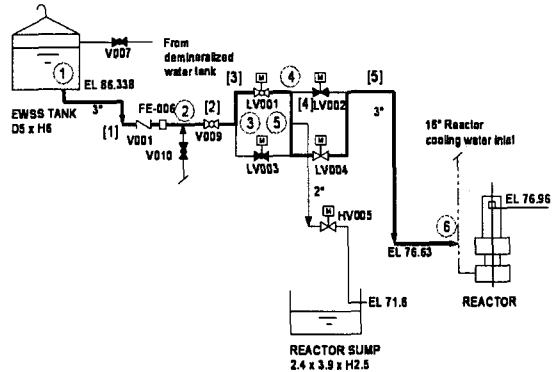 From
demineralized
water tank
V007
1
EL 86.338
EWSS TANK
D5 x H6
3"
[1]
V001
FE-006
2
[2]
V009
V010
[3]
M
LV001
4
M
[4]
LV002
[5]
3"
3
5
M
LV003
M
LV004
2"
M
HV005
16" Reactor
cooling water inlet
EL 76.96
6
EL 76.63
REACTOR
EL 71.6
REACTOR SUMP
2.4 x 3.9 x H2.5